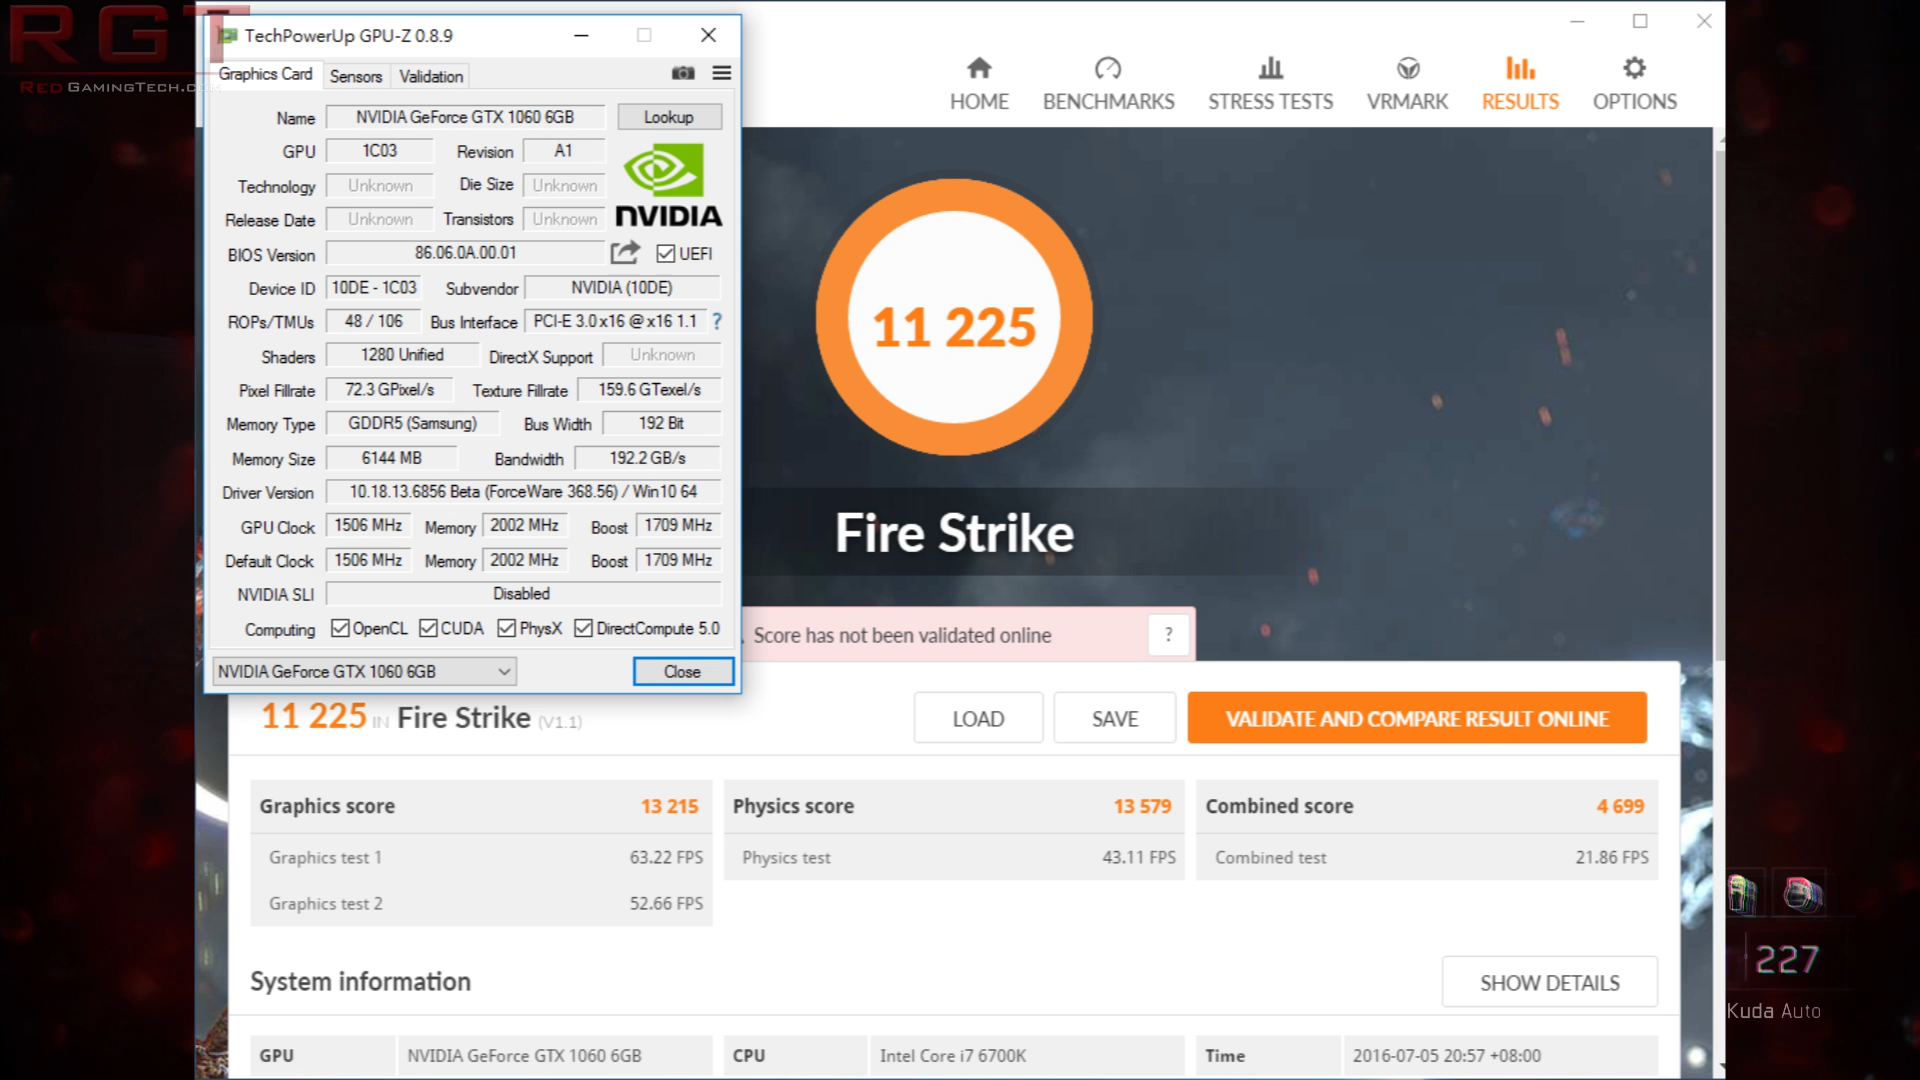 RGT
RED GAMINGTECH.CO
TechPowerUp GPU-Z 0.8.9
Graphics Card Sensors Validation
Name NVIDIA GeForce GTX 1060 6GB Lookup
GPU 1C03 Revision A1
Technology Unknown Die Size Unknown
Release Date Unknown Transistors Unknown
NVIDIA
BIOS Version 86.06.0A.00.01 UEFI
Device ID 10DE - 1C03 Subvendor NVIDIA (10DE)
ROPs/TMUs 48 / 106 Bus Interface PCI-E 3.0 x16 @ x16 1.1 ?
Shaders 1280 Unified DirectX Support Unknown
Pixel Fillrate 72.3 GPixel/s Texture Fillrate 159.6 GTexel/s
Memory Type GDDR5 (Samsung) Bus Width 192 Bit
Memory Size 6144 MB Bandwidth 192.2 GB/s
Driver Version 10.18.13.6856 Beta (ForceWare 368.56) / Win10 64
GPU Clock 1506 MHz Memory 2002 MHz Boost 1709 MHz
Default Clock 1506 MHz Memory 2002 MHz Boost 1709 MHz
NVIDIA SLI Disabled
Computing OpenCL CUDA PhysX DirectCompute 5.0
NVIDIA GeForce GTX 1060 6GB Close
HOME BENCHMARKS STRESS TESTS VRMARK RESULTS OPTIONS
11 225
Fire Strike
Score has not been validated online ?
11 225 IN Fire Strike (V1.1) LOAD SAVE VALIDATE AND COMPARE RESULT ONLINE
Graphics score 13 215 Physics score 13 579 Combined score 4 699
Graphics test 1 63.22 FPS Physics test 43.11 FPS Combined test 21.86 FPS
Graphics test 2 52.66 FPS
System information SHOW DETAILS
GPU NVIDIA GeForce GTX 1060 6GB CPU Intel Core i7 6700K Time 2016-07-05 20:57 +08:00
227
Kuda Auto